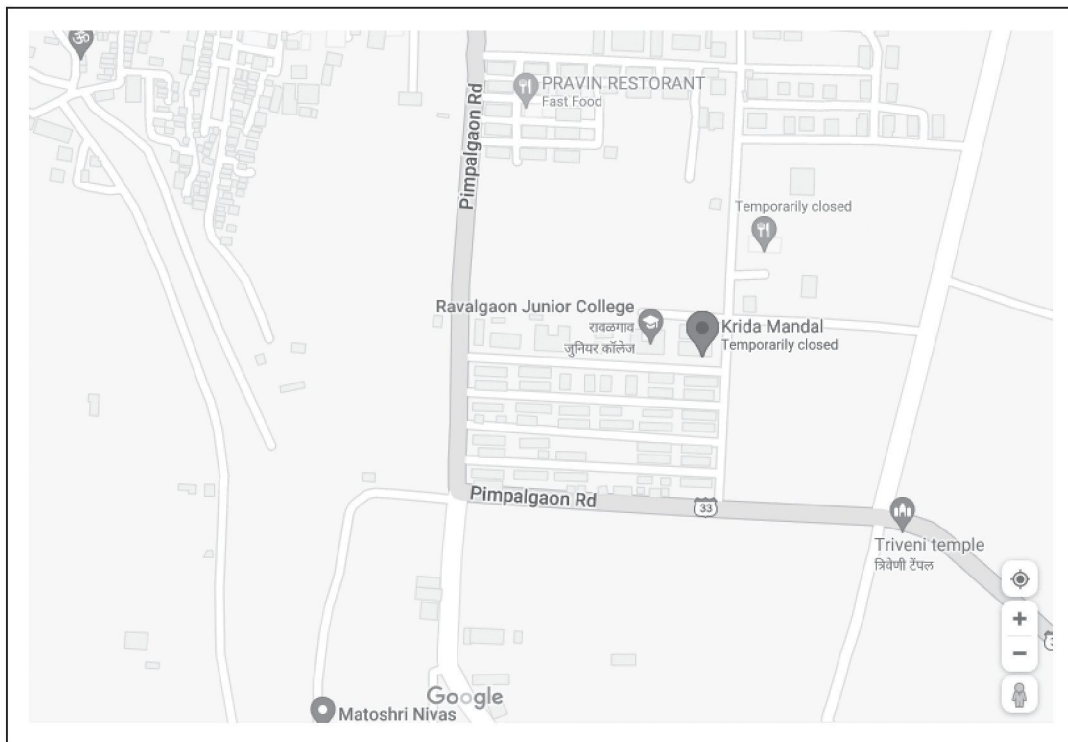 ॐ
PRAVIN RESTORANT
Fast Food
Pimpalgaon Rd
Temporarily closed
Ravalgaon Junior College
रावळगाव
जुनियर कॉलेज
Krida Mandal
Temporarily closed
Pimpalgaon Rd
33
Triveni temple
त्रिवेणी टेंपल
+
−
Google
Matoshri Nivas